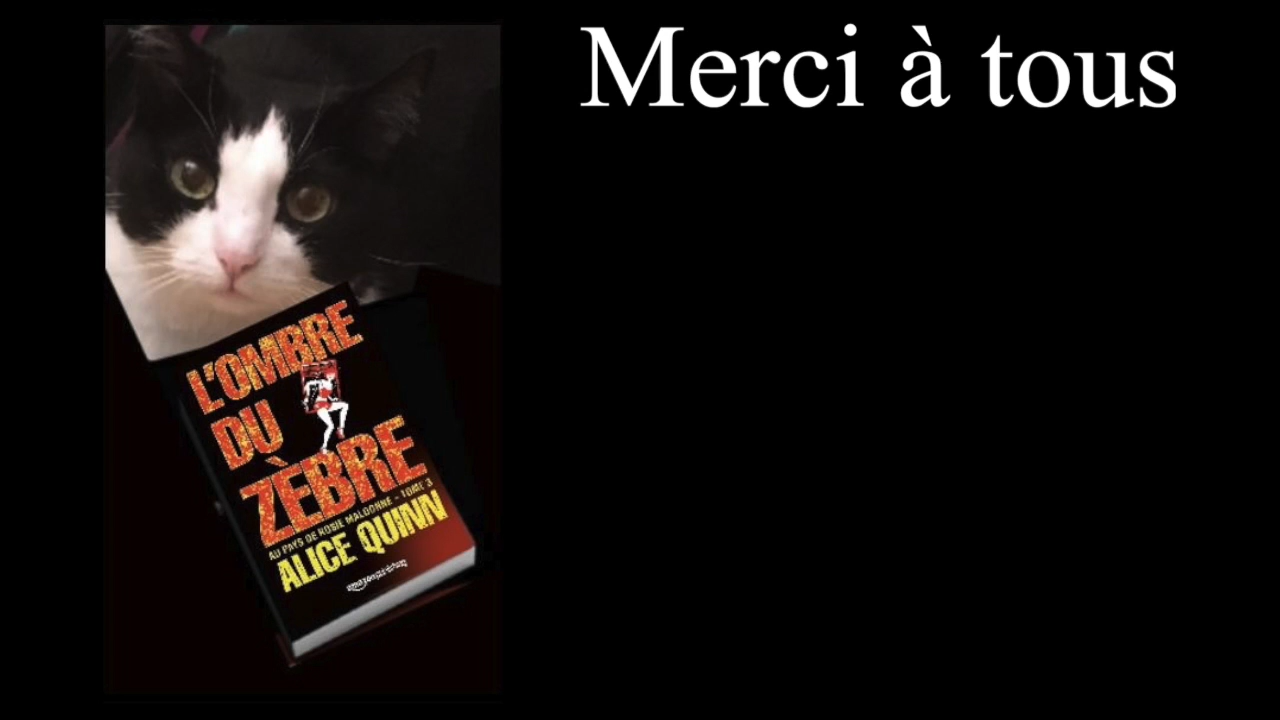 Merci à tous
L'OMBRE
DU
ZÈBRE
AU PAYS DE ROSIE MALDONNE - TOME 3
ALICE QUINN